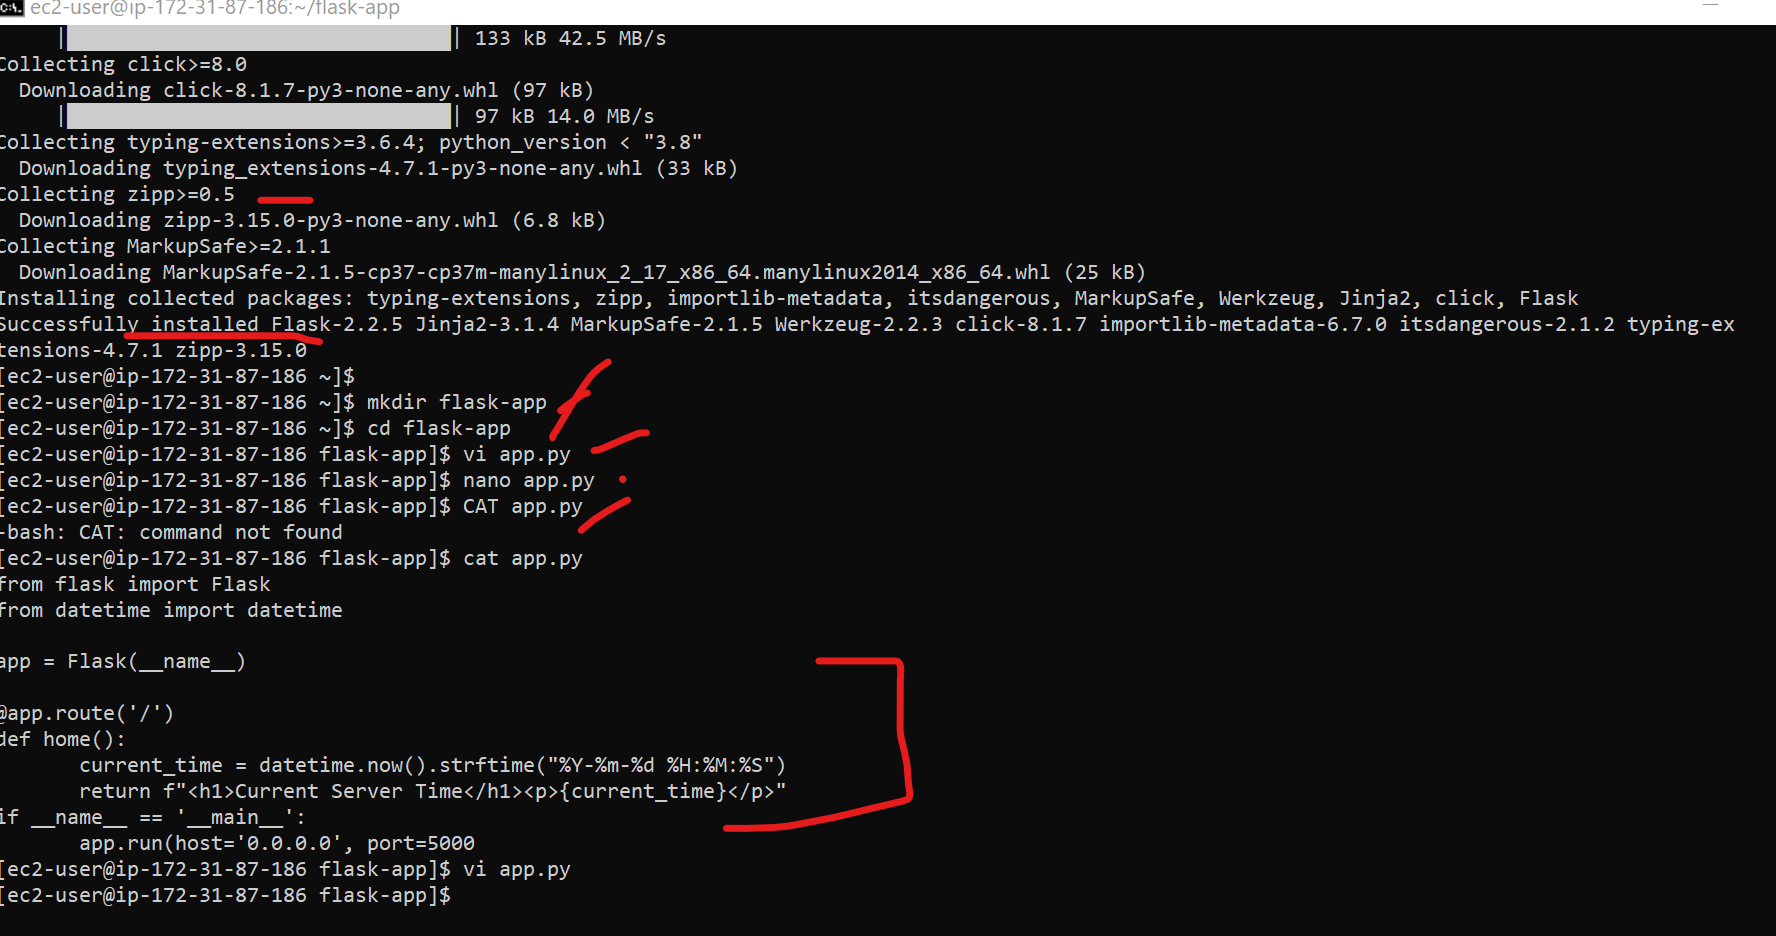 ec2-user@ip-172-31-87-186:~/flask-app
| | 133 kB 42.5 MB/s
Collecting click>=8.0
Downloading click-8.1.7-py3-none-any.whl (97 kB)
| | 97 kB 14.0 MB/s
Collecting typing-extensions>=3.6.4; python_version < "3.8"
Downloading typing_extensions-4.7.1-py3-none-any.whl (33 kB)
Collecting zipp>=0.5
Downloading zipp-3.15.0-py3-none-any.whl (6.8 kB)
Collecting MarkupSafe>=2.1.1
Downloading MarkupSafe-2.1.5-cp37-cp37m-manylinux_2_17_x86_64.manylinux2014_x86_64.whl (25 kB)
Installing collected packages: typing-extensions, zipp, importlib-metadata, itsdangerous, MarkupSafe, Werkzeug, Jinja2, click, Flask
Successfully installed Flask-2.2.5 Jinja2-3.1.4 MarkupSafe-2.1.5 Werkzeug-2.2.3 click-8.1.7 importlib-metadata-6.7.0 itsdangerous-2.1.2 typing-ex
tensions-4.7.1 zipp-3.15.0
[ec2-user@ip-172-31-87-186 ~]$
[ec2-user@ip-172-31-87-186 ~]$ mkdir flask-app
[ec2-user@ip-172-31-87-186 ~]$ cd flask-app
[ec2-user@ip-172-31-87-186 flask-app]$ vi app.py
[ec2-user@ip-172-31-87-186 flask-app]$ nano app.py
[ec2-user@ip-172-31-87-186 flask-app]$ CAT app.py
-bash: CAT: command not found
[ec2-user@ip-172-31-87-186 flask-app]$ cat app.py
from flask import Flask
from datetime import datetime
app = Flask(__name__)
@app.route('/')
def home():
current_time = datetime.now().strftime("%Y-%m-%d %H:%M:%S")
return f"<h1>Current Server Time</h1><p>{current_time}</p>"
if __name__ == '__main__':
app.run(host='0.0.0.0', port=5000
[ec2-user@ip-172-31-87-186 flask-app]$ vi app.py
[ec2-user@ip-172-31-87-186 flask-app]$